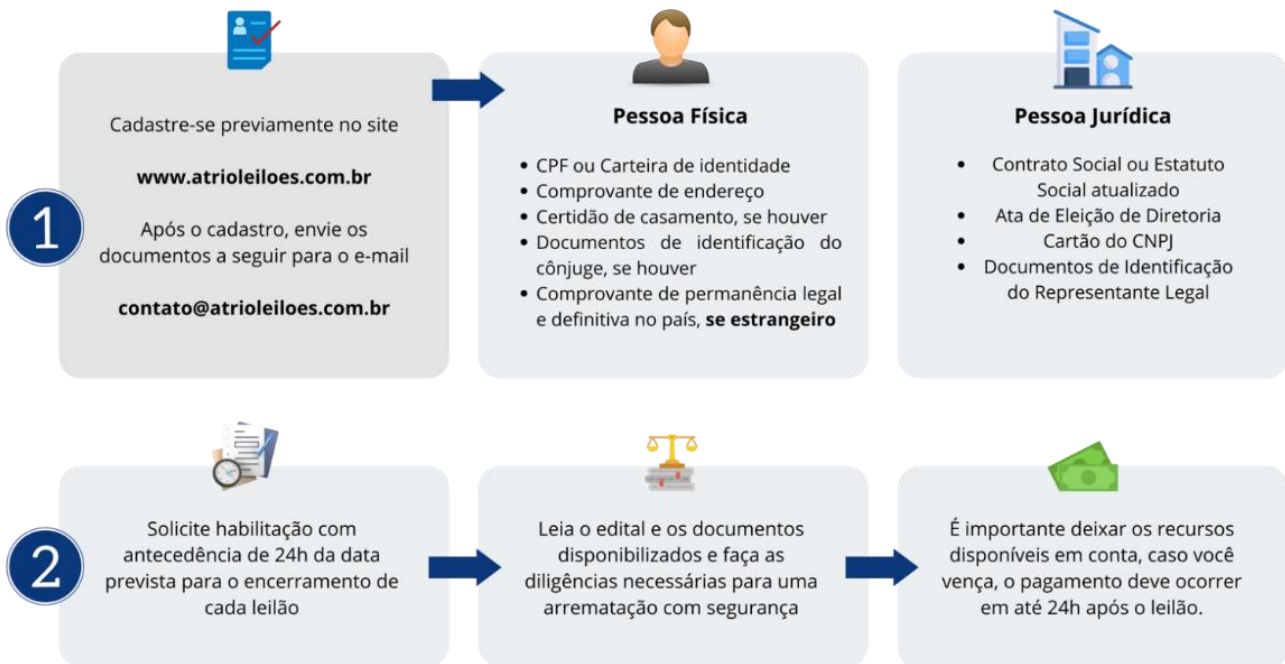 1
Cadastre-se previamente no site
www.atrioleiloes.com.br
Após o cadastro, envie os
documentos a seguir para o e-mail
contato@atrioleiloes.com.br
Pessoa Física
• CPF ou Carteira de identidade
• Comprovante de endereço
• Certidão de casamento, se houver
• Documentos de identificação do
cônjuge, se houver
• Comprovante de permanência legal
e definitiva no país, se estrangeiro
Pessoa Jurídica
• Contrato Social ou Estatuto
Social atualizado
• Ata de Eleição de Diretoria
• Cartão do CNPJ
• Documentos de Identificação
do Representante Legal
2
Solicite habilitação com
antecedência de 24h da data
prevista para o encerramento de
cada leilão
Leia o edital e os documentos
disponibilizados e faça as
diligências necessárias para uma
arrematação com segurança
É importante deixar os recursos
disponíveis em conta, caso você
vença, o pagamento deve ocorrer
em até 24h após o leilão.